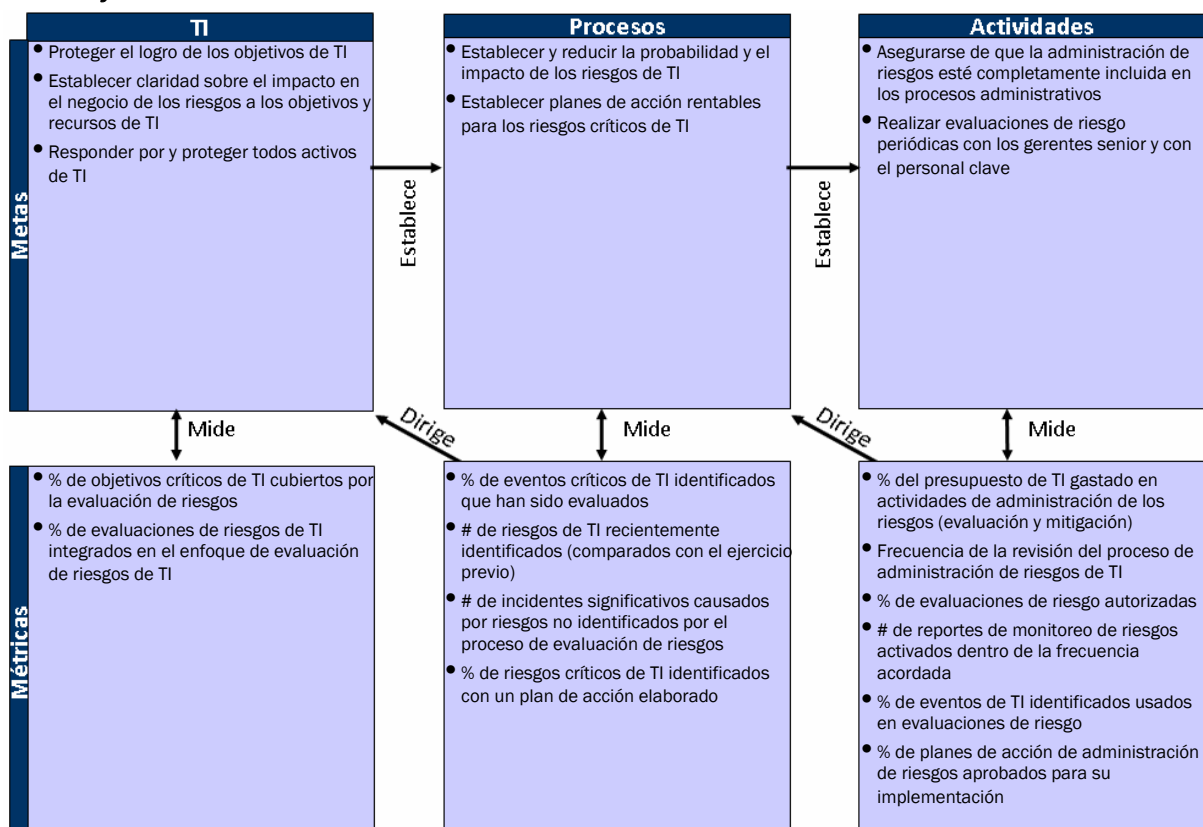 TI
Procesos
Actividades
Metas
• Proteger el logro de los objetivos de TI
• Establecer claridad sobre el impacto en
el negocio de los riesgos a los objetivos y
recursos de TI
• Responder por y proteger todos activos
de TI
Establece
• Establecer y reducir la probabilidad y el
impacto de los riesgos de TI
• Establecer planes de acción rentables
para los riesgos críticos de TI
Establece
• Asegurarse de que la administración de
riesgos esté completamente incluida en
los procesos administrativos
• Realizar evaluaciones de riesgo
periódicas con los gerentes senior y con
el personal clave
Mide
Dirige
Mide
Dirige
Mide
Métricas
• % de objetivos críticos de TI cubiertos por
la evaluación de riesgos
• % de evaluaciones de riesgos de TI
integrados en el enfoque de evaluación
de riesgos de TI
• % de eventos críticos de TI identificados
que han sido evaluados
• # de riesgos de TI recientemente
identificados (comparados con el ejercicio
previo)
• # de incidentes significativos causados
por riesgos no identificados por el
proceso de evaluación de riesgos
• % de riesgos críticos de TI identificados
con un plan de acción elaborado
• % del presupuesto de TI gastado en
actividades de administración de los
riesgos (evaluación y mitigación)
• Frecuencia de la revisión del proceso de
administración de riesgos de TI
• % de evaluaciones de riesgo autorizadas
• # de reportes de monitoreo de riesgos
activados dentro de la frecuencia
acordada
• % de eventos de TI identificados usados
en evaluaciones de riesgo
• % de planes de acción de administración
de riesgos aprobados para su
implementación